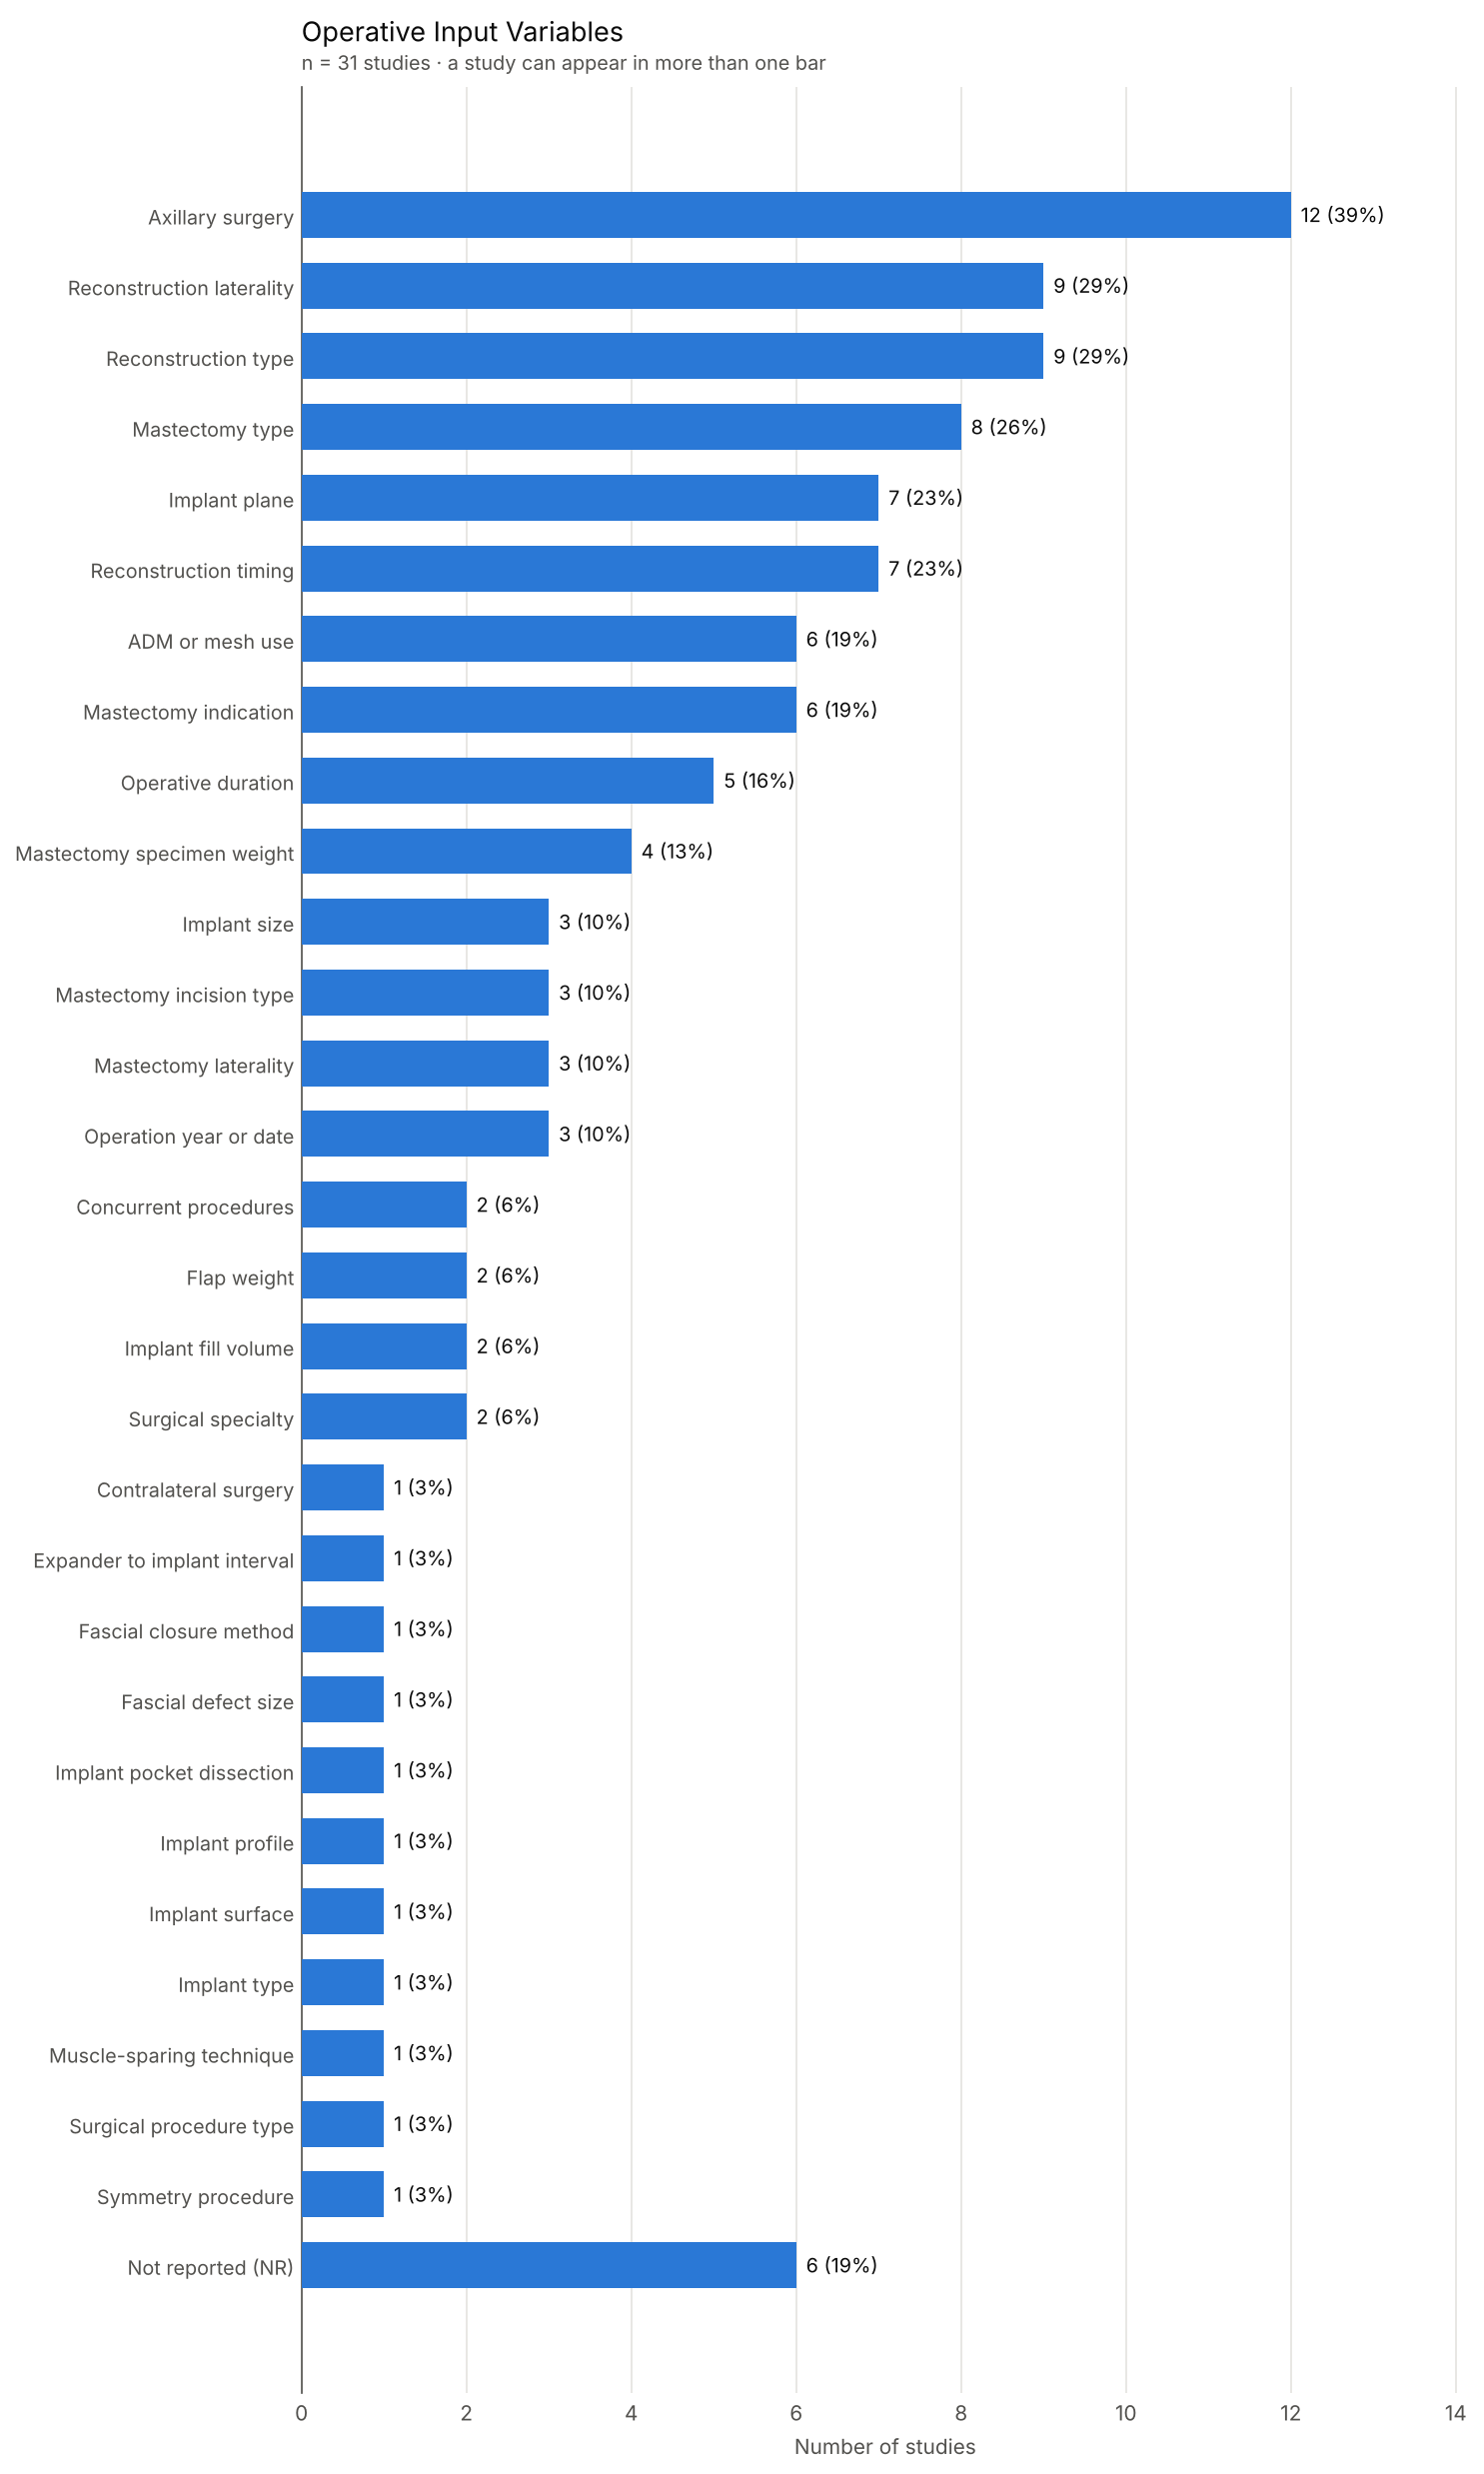 Operative Input Variables
n = 31 studies · a study can appear in more than one bar
Axillary surgery 12 (39%)
Reconstruction laterality 9 (29%)
Reconstruction type 9 (29%)
Mastectomy type 8 (26%)
Implant plane 7 (23%)
Reconstruction timing 7 (23%)
ADM or mesh use 6 (19%)
Mastectomy indication 6 (19%)
Operative duration 5 (16%)
Mastectomy specimen weight 4 (13%)
Implant size 3 (10%)
Mastectomy incision type 3 (10%)
Mastectomy laterality 3 (10%)
Operation year or date 3 (10%)
Concurrent procedures 2 (6%)
Flap weight 2 (6%)
Implant fill volume 2 (6%)
Surgical specialty 2 (6%)
Contralateral surgery 1 (3%)
Expander to implant interval 1 (3%)
Fascial closure method 1 (3%)
Fascial defect size 1 (3%)
Implant pocket dissection 1 (3%)
Implant profile 1 (3%)
Implant surface 1 (3%)
Implant type 1 (3%)
Muscle-sparing technique 1 (3%)
Surgical procedure type 1 (3%)
Symmetry procedure 1 (3%)
Not reported (NR) 6 (19%)
0 2 4 6 8 10 12 14
Number of studies